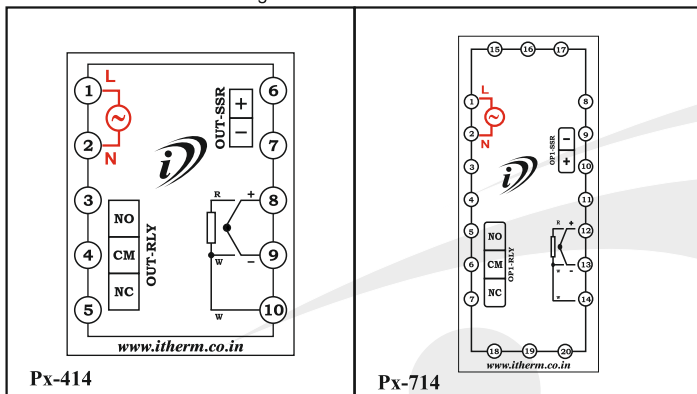 L
1
N
2
3
4
5
6
7
8
9
10
OUT-SSR
+
−
NO
CM
NC
OUT-RLY
R
+
W
−
W
www.itherm.co.in
Px-414
15
16
17
L
1
N
2
3
4
5
6
7
8
9
10
11
12
13
14
OP1-SSR
−
+
NO
CM
NC
OP1-RLY
R
+
W
−
W
18
19
20
www.itherm.co.in
Px-714